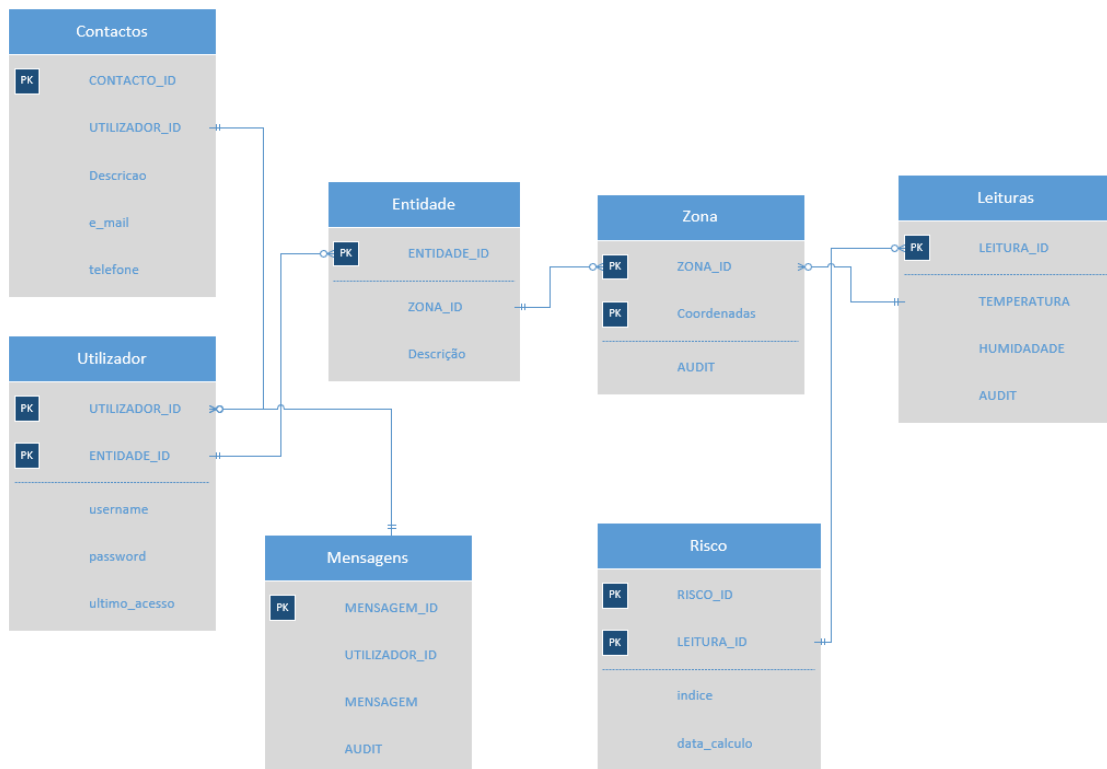 Contactos
PK CONTACTO_ID
UTILIZADOR_ID
Descricao
e_mail
telefone
Utilizador
PK UTILIZADOR_ID
PK ENTIDADE_ID
username
password
ultimo_acesso
Entidade
PK ENTIDADE_ID
ZONA_ID
Descrição
Mensagens
PK MENSAGEM_ID
UTILIZADOR_ID
MENSAGEM
AUDIT
Zona
PK ZONA_ID
PK Coordenadas
AUDIT
Risco
PK RISCO_ID
PK LEITURA_ID
indice
data_calculo
Leituras
PK LEITURA_ID
TEMPERATURA
HUMIDADADE
AUDIT